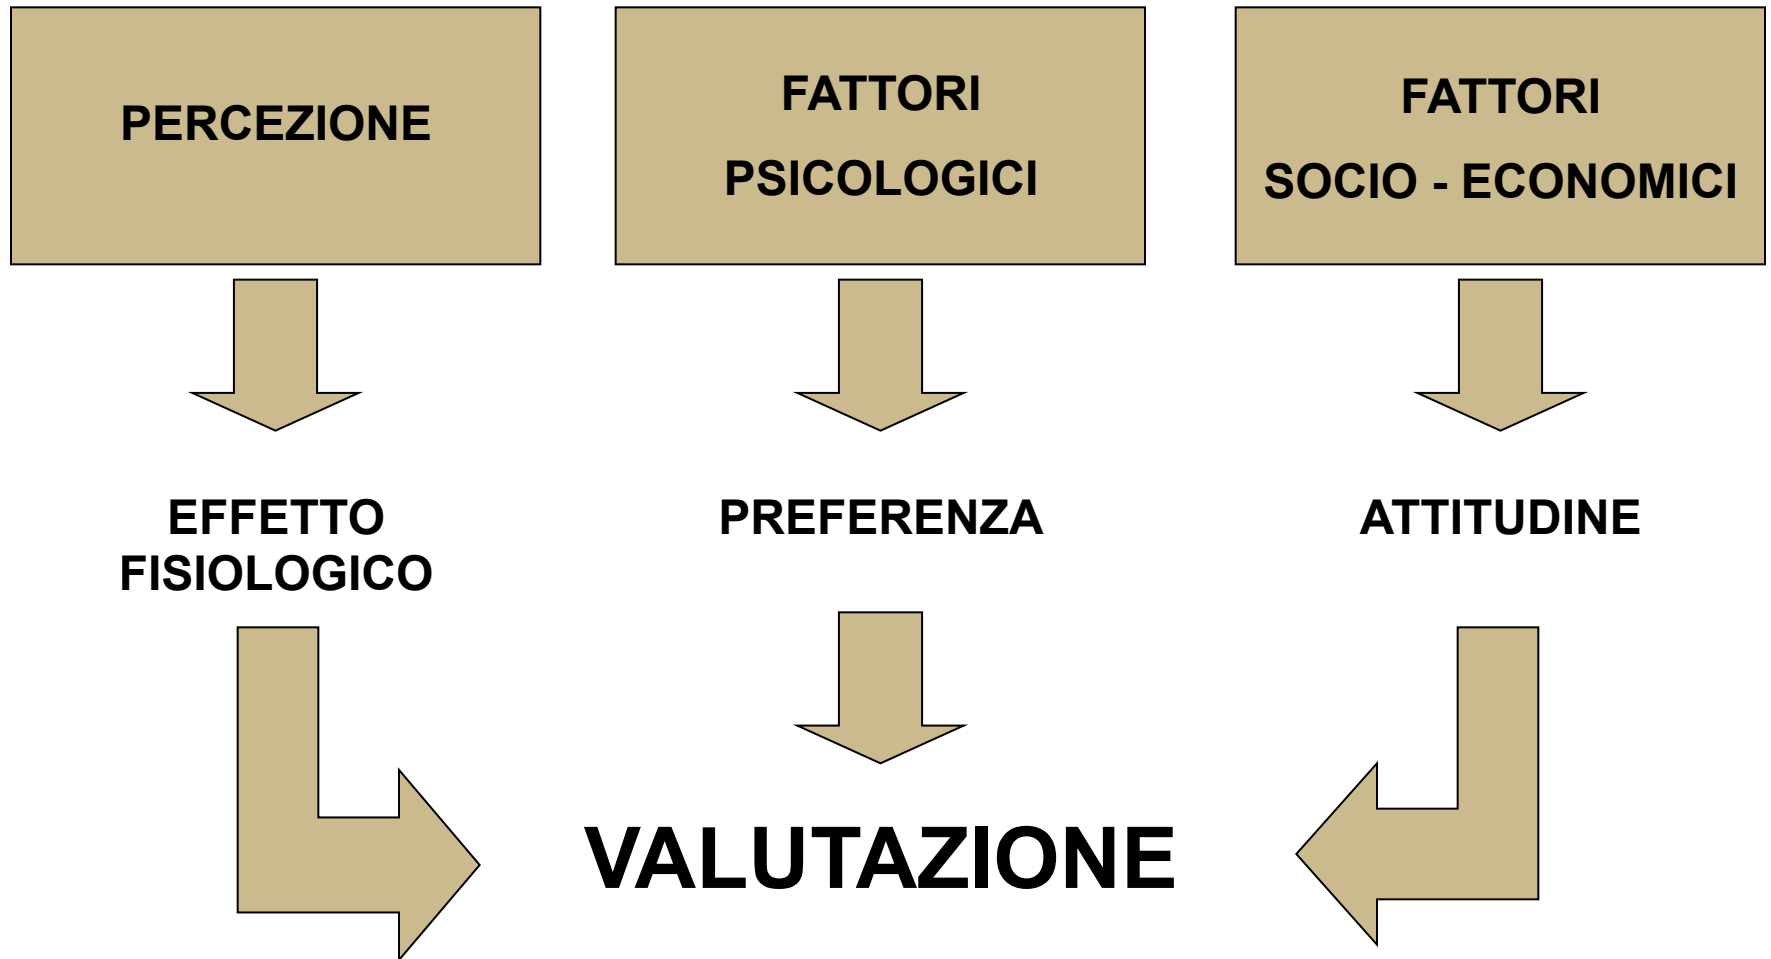 PERCEZIONE
FATTORI
PSICOLOGICI
FATTORI
SOCIO - ECONOMICI
EFFETTO
FISIOLOGICO
PREFERENZA
ATTITUDINE
VALUTAZIONE